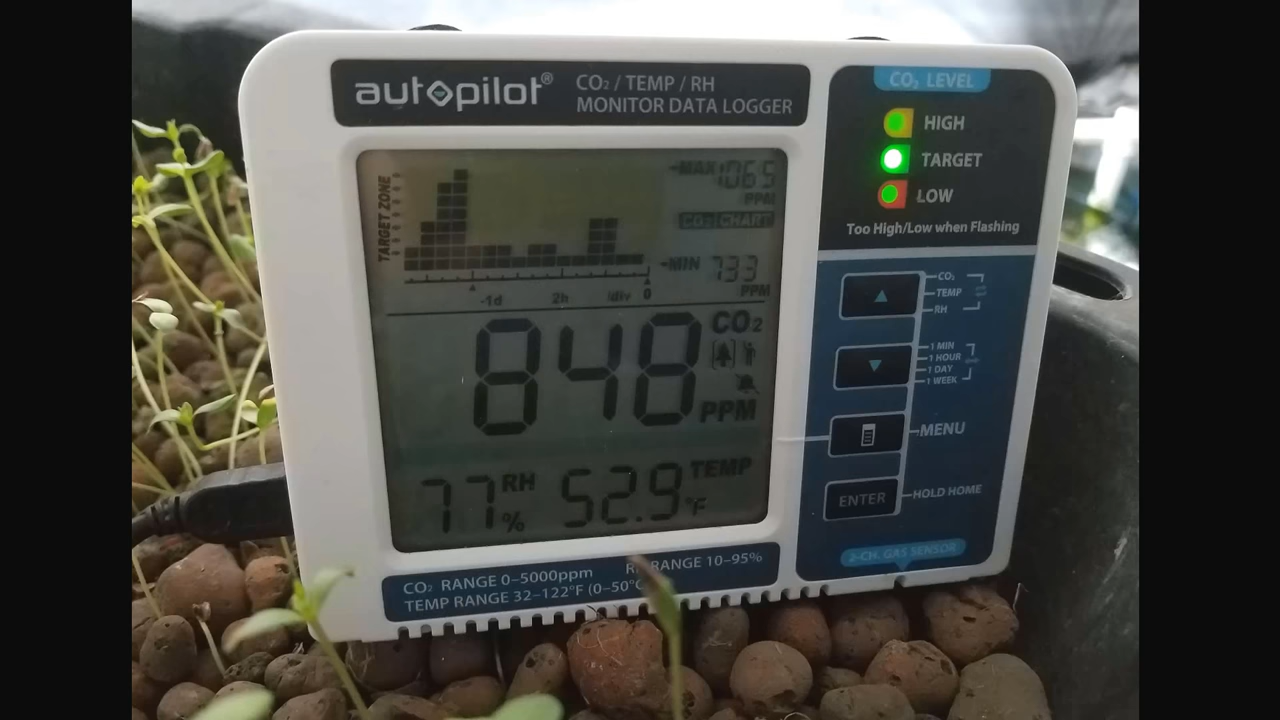 autopilot®
CO₂ / TEMP / RH
MONITOR DATA LOGGER
TARGET ZONE
MAX 1065
PPM
CO₂ CHART
MIN 733
PPM
-1d 2h /div 0
848 CO₂
PPM
77 RH %
52.9 TEMP °F
CO₂ RANGE 0–5000ppm RH RANGE 10–95%
TEMP RANGE 32–122°F (0–50°C
CO₂ LEVEL
HIGH
TARGET
LOW
Too High/Low when Flashing
CO₂
TEMP
RH
1 MIN
1 HOUR
1 DAY
1 WEEK
MENU
ENTER HOLD HOME
2-CH. GAS SENSOR